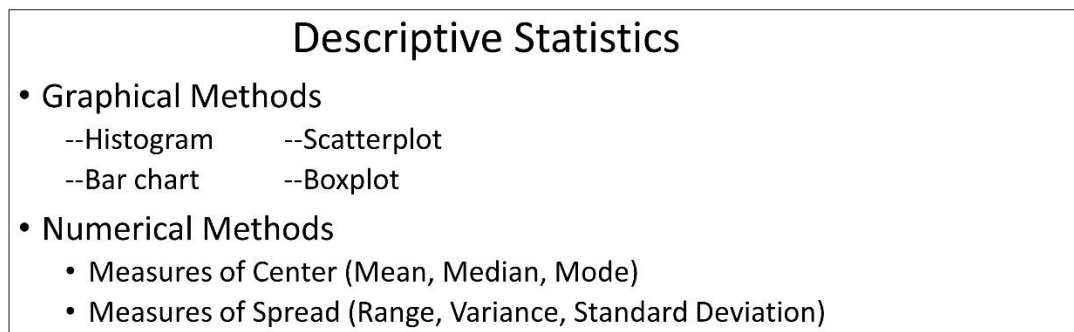 Descriptive Statistics
• Graphical Methods
--Histogram --Scatterplot
--Bar chart --Boxplot
• Numerical Methods
• Measures of Center (Mean, Median, Mode)
• Measures of Spread (Range, Variance, Standard Deviation)